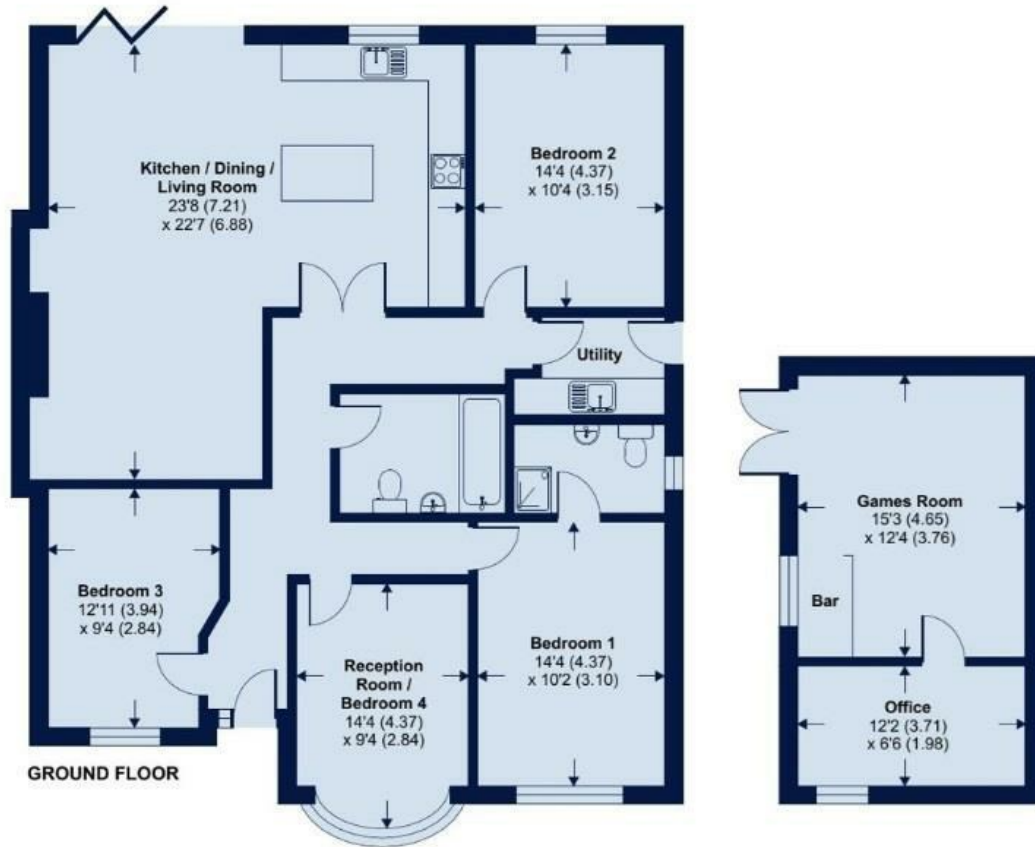 Kitchen / Dining /
Living Room
23'8 (7.21)
x 22'7 (6.88)
Bedroom 2
14'4 (4.37)
x 10'4 (3.15)
Utility
Games Room
15'3 (4.65)
x 12'4 (3.76)
Bar
Bedroom 3
12'11 (3.94)
x 9'4 (2.84)
Reception
Room /
Bedroom 4
14'4 (4.37)
x 9'4 (2.84)
Bedroom 1
14'4 (4.37)
x 10'2 (3.10)
Office
12'2 (3.71)
x 6'6 (1.98)
GROUND FLOOR